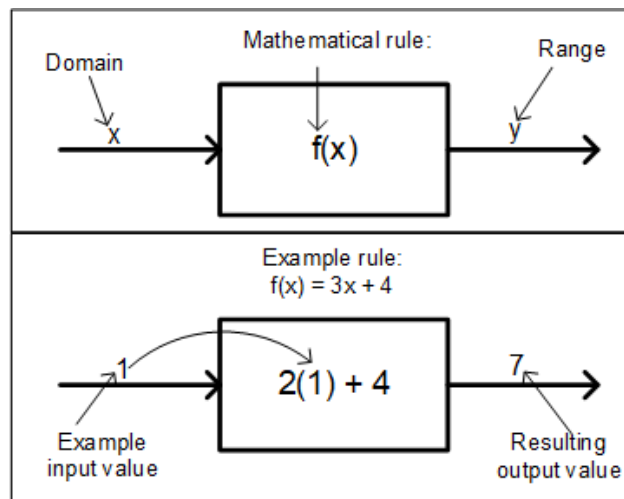 Mathematical rule:
Domain
Range
x
f(x)
y
Example rule:
f(x) = 3x + 4
1
2(1) + 4
7
Example
input value
Resulting
output value